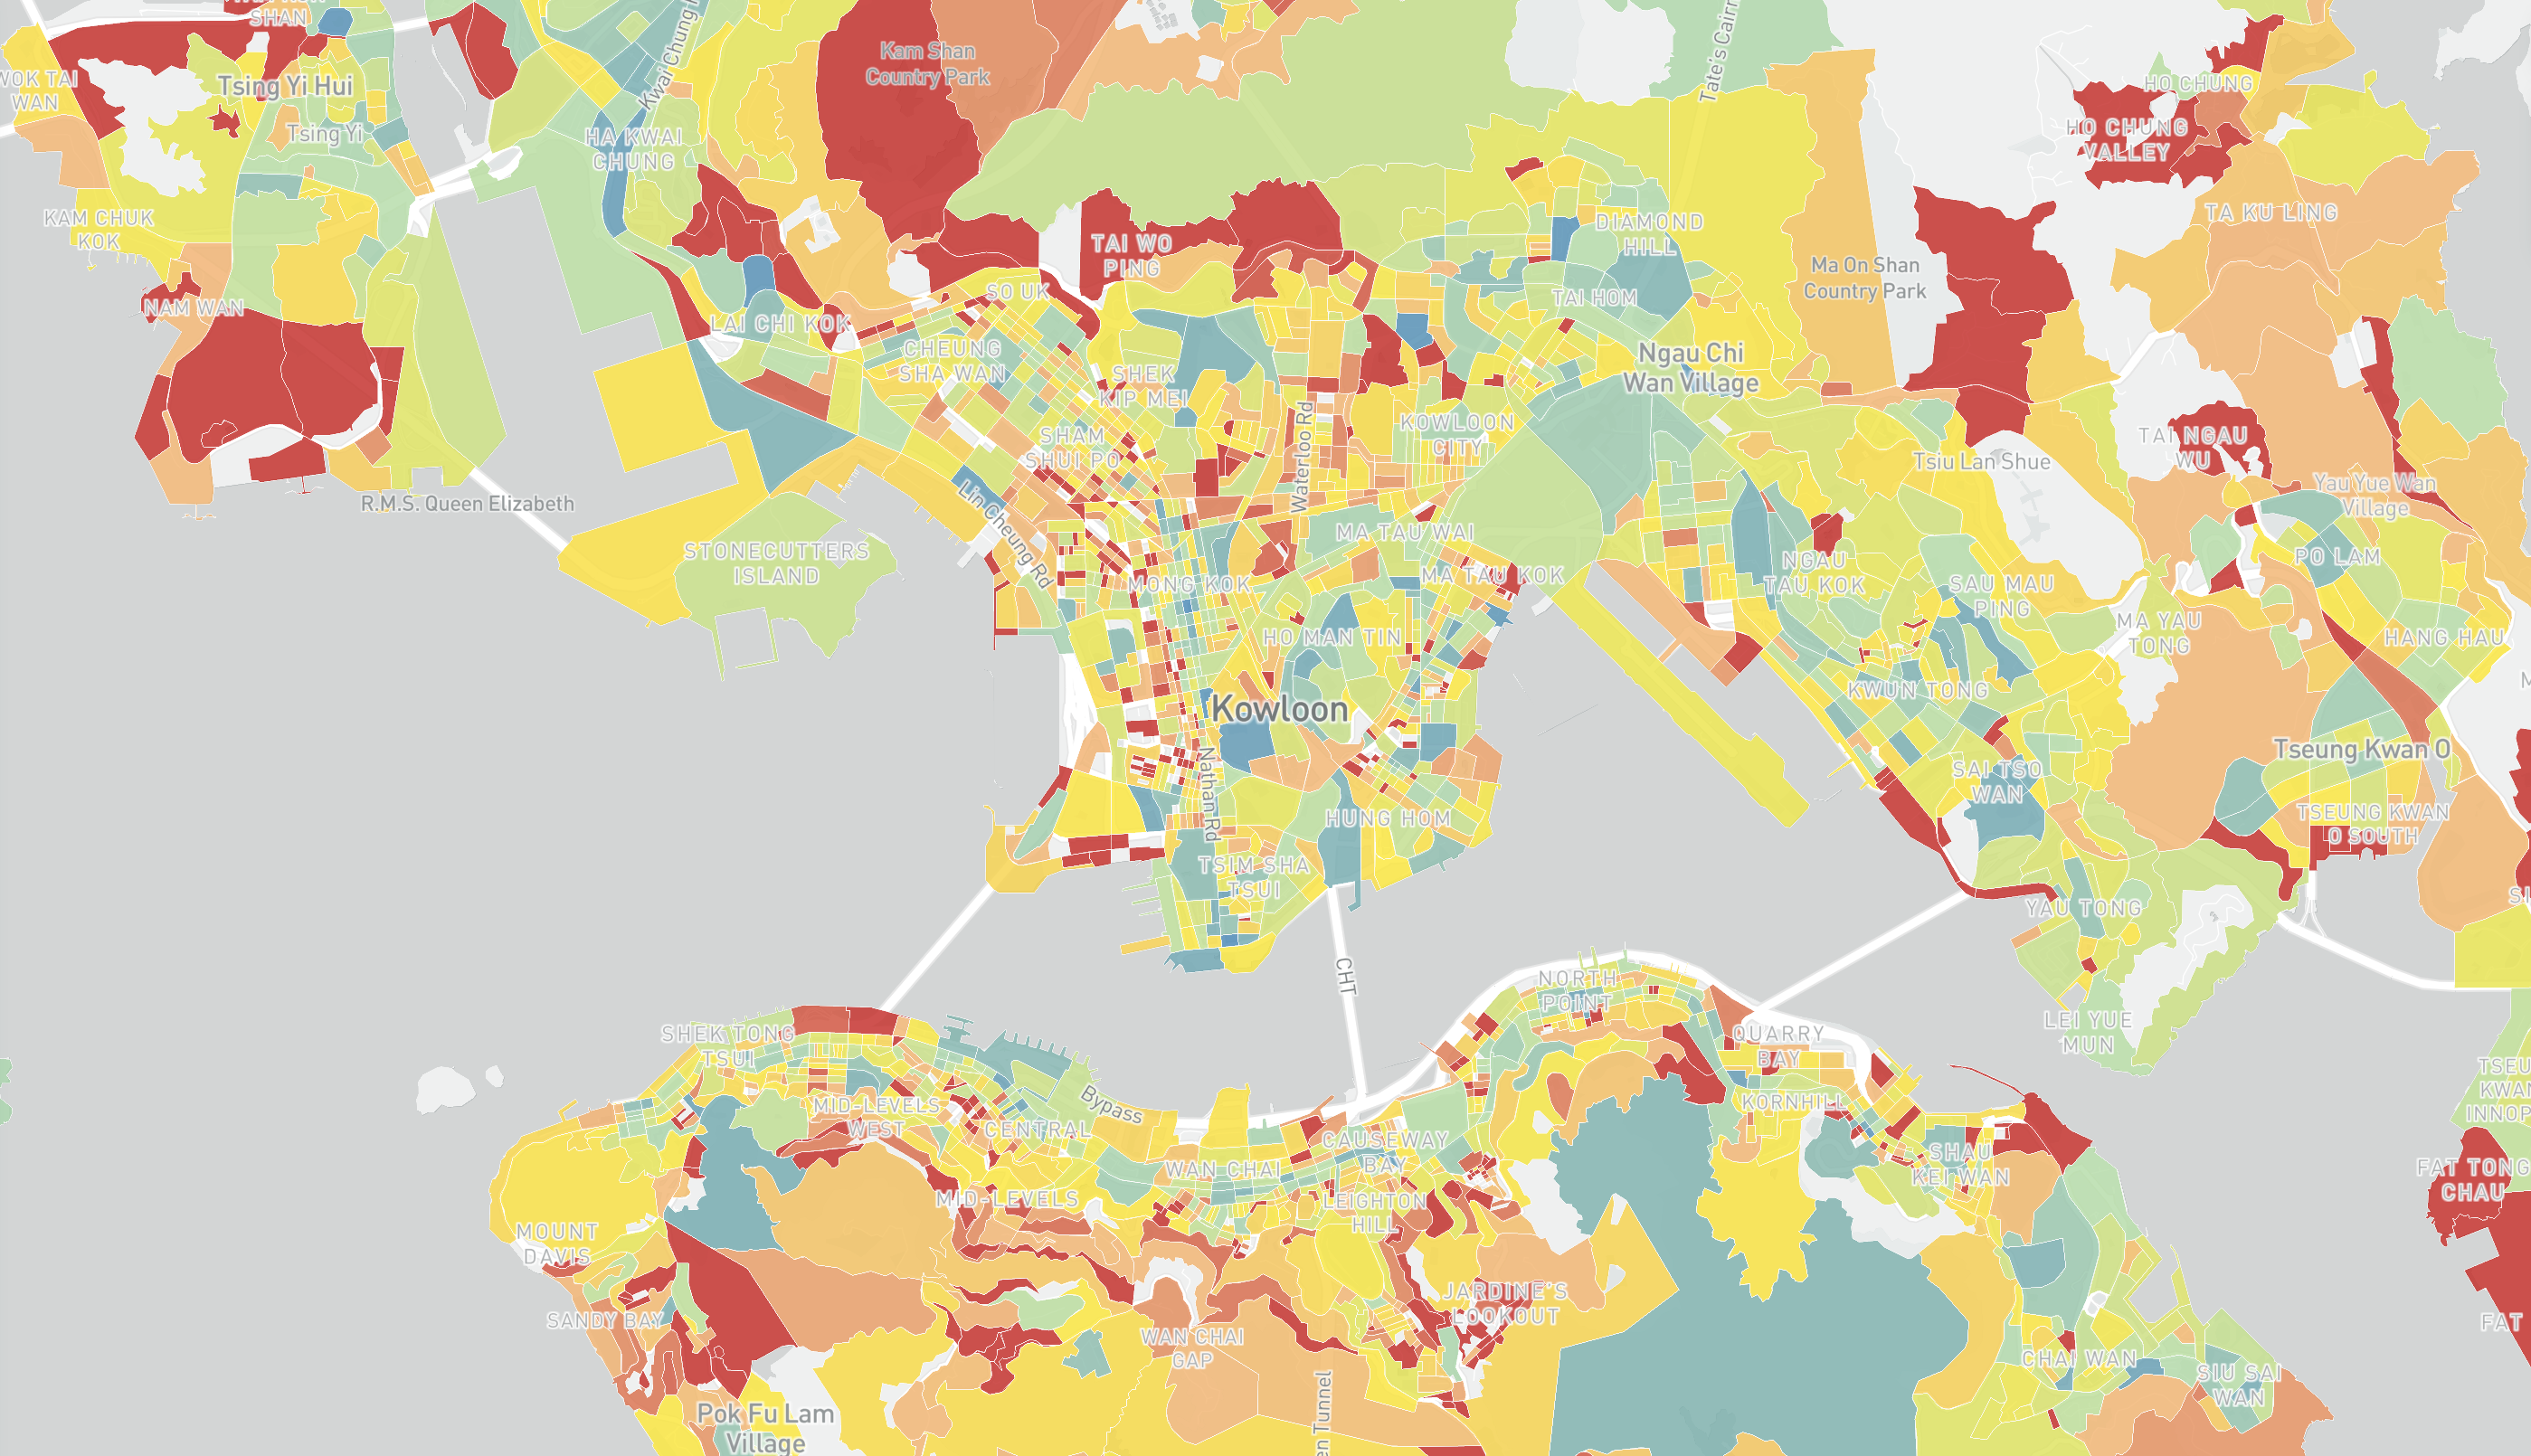 SHAN
Kam Shan
Country Park
Kwai Chung
Tate's Cairn
WOK TAI
WAN
Tsing Yi Hui
Tsing Yi
HA KWAI
CHUNG
HO CHUNG
HO CHUNG
VALLEY
KAM CHUK
KOK
NAM WAN
TAI WO
PING
SO UK
DIAMOND
HILL
TAI HOM
Ma On Shan
Country Park
TA KU LING
LAI CHI KOK
CHEUNG
SHA WAN
SHEK
KIP MEI
Ngau Chi
Wan Village
SHAM
SHUI PO
Waterloo Rd
KOWLOON
CITY
Tsiu Lan Shue
TAI NGAU
WU
Yau Yue Wan
Village
R.M.S. Queen Elizabeth
Lin Cheung Rd
STONECUTTERS
ISLAND
MONG KOK
MA TAU WAI
MA TAU KOK
NGAU
TAU KOK
SAU MAU
PING
PO LAM
MA YAU
TONG
HANG HAU
HO MAN TIN
Kowloon
KWUN TONG
Tseung Kwan O
Nathan Rd
SAI TSO
WAN
TSEUNG KWAN
O SOUTH
HUNG HOM
TSIM SHA
TSUI
YAU TONG
CHT
NORTH
POINT
LEI YUE
MUN
SHEK TONG
TSUI
QUARRY
BAY
TSEU
KWAN
INNOP
Bypass
MID-LEVELS
WEST
CENTRAL
KORNHILL
CAUSEWAY
BAY
WAN CHAI
SHAU
KEI WAN
FAT TONG
CHAU
MID-LEVELS
LEIGHTON
HILL
MOUNT
DAVIS
JARDINE'S
LOOKOUT
SANDY BAY
WAN CHAI
GAP
FAT
CHAI WAN
SIU SAI
WAN
Pok Fu Lam
Village
en Tunnel